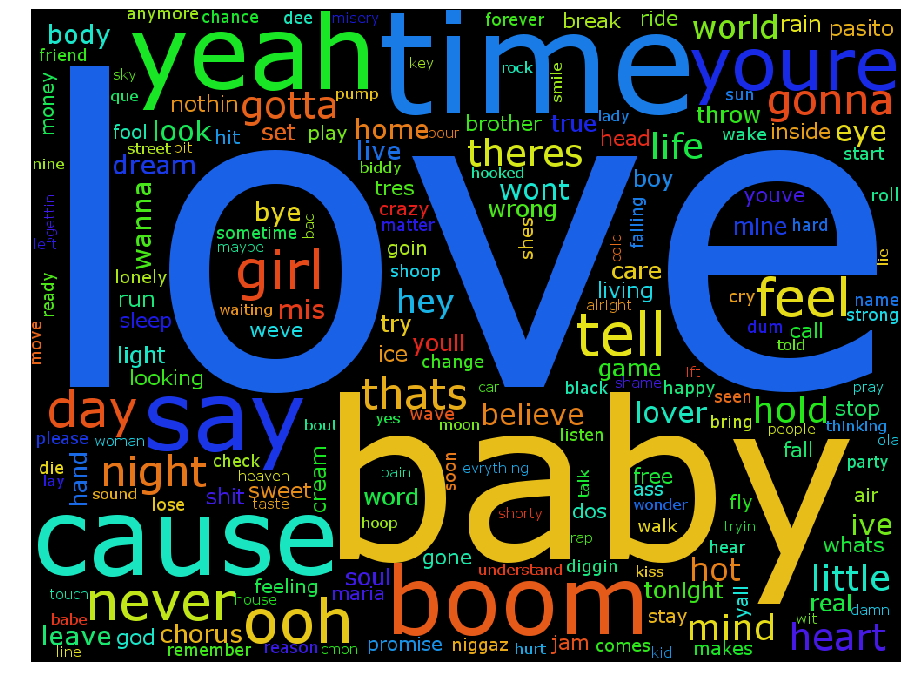 anymore chance dee misery forever break ride world rain pasito
body yeah time youre
friend sky key rock smile sun
money que nothin gotta pump gonna
fool look hit set play home pour brother true lady head throw wake inside eye
street bit live theres life start
nine dream biddy hooked boy roll
gettin wanna bye tres wont youve
left sometime crazy wrong falling mine hard
maybe bac matter shes
love
lonely girl goin care lie
ready run waiting mis shoop hey living cry feel name
sleep weve try alright dum call strong
move light youll tell told
looking ice change game
car black shame happy lft pray
day say thats believe lover seen hold stop
please woman bout yes wave moon bring people thinking
listen fall ola
die hand night check heaven cream baby party
lay sound shit sweet pain soon evrything talk free
lose taste word ass wonder fly air
hoop shorty dos walk tryin ive
cause rap hear whats
gone understand diggin kiss hot little
touch never feeling soul boom tonight yall
babe house maria stay real damn
leave god chorus ooh mind wit heart
line remember reason cmon promise niggaz hurt jam comes kid makes